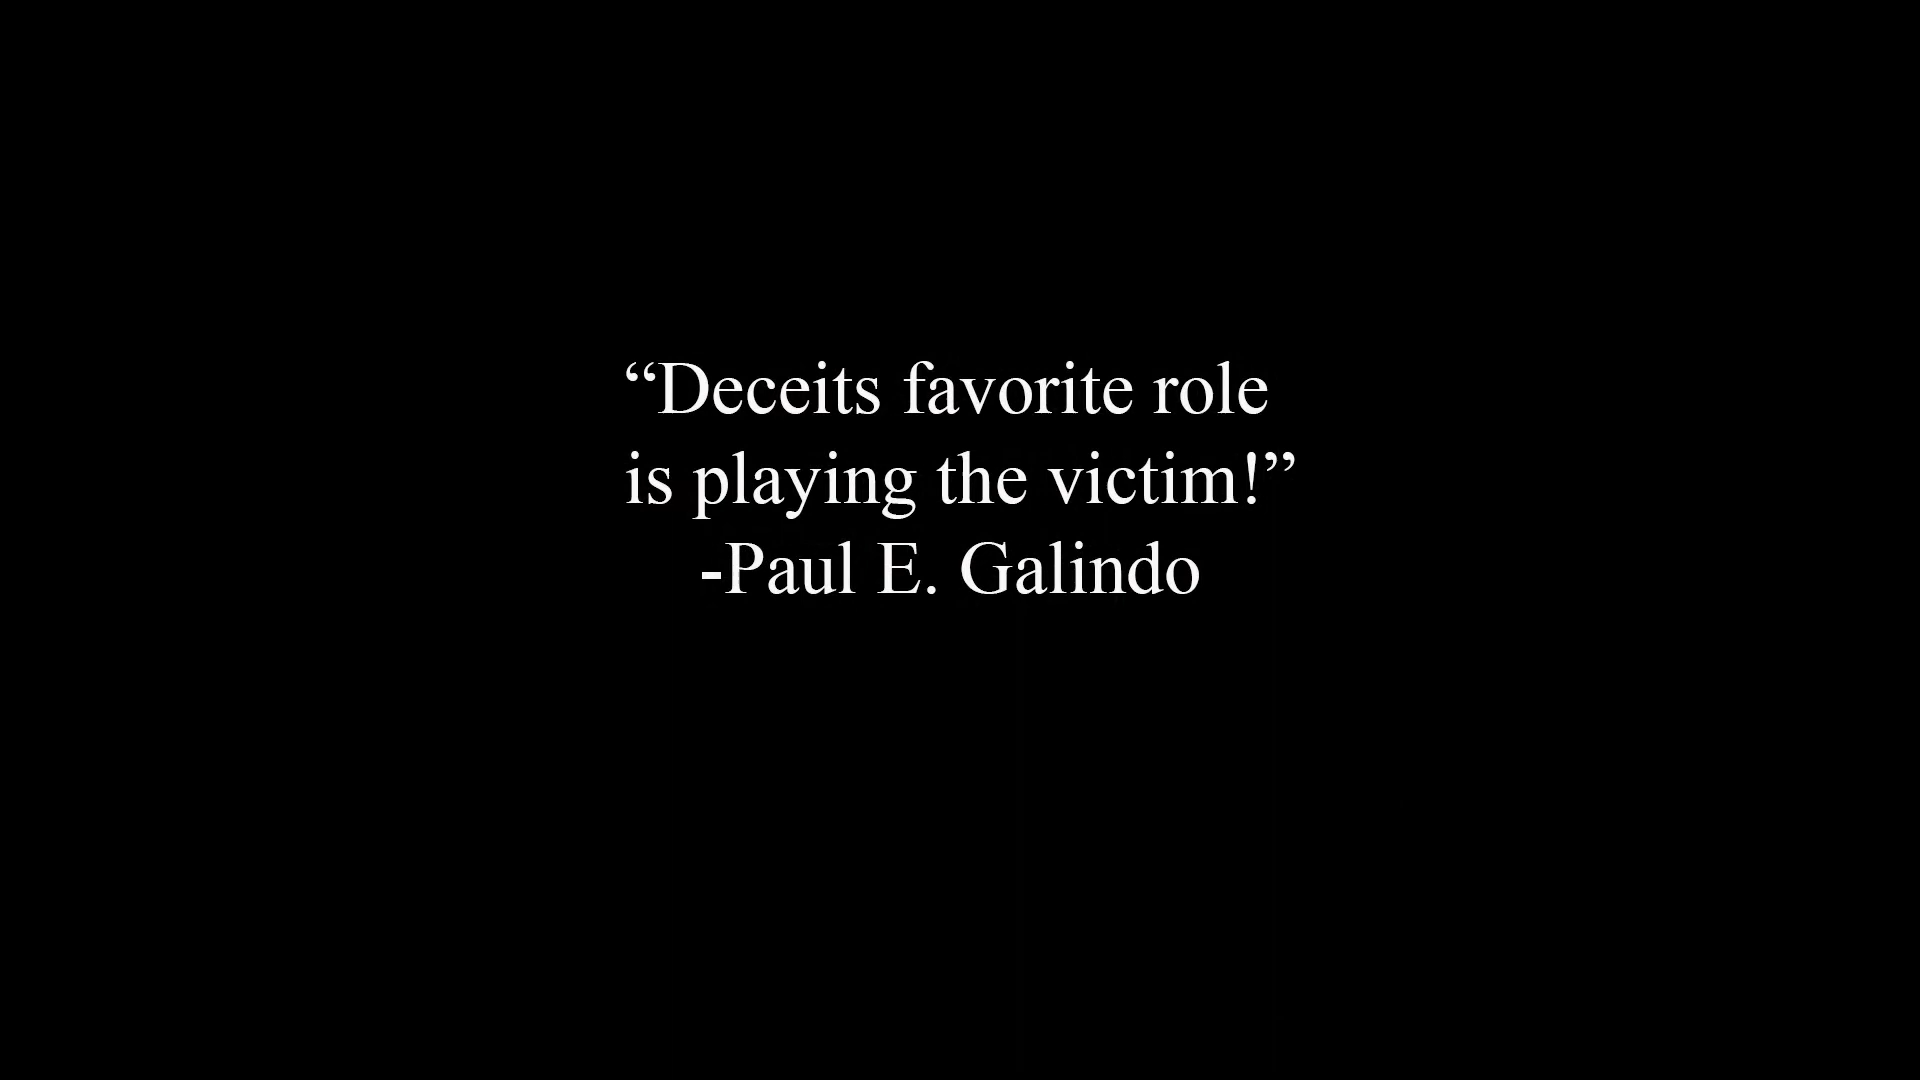 “Deceits favorite role
is playing the victim!”
-Paul E. Galindo